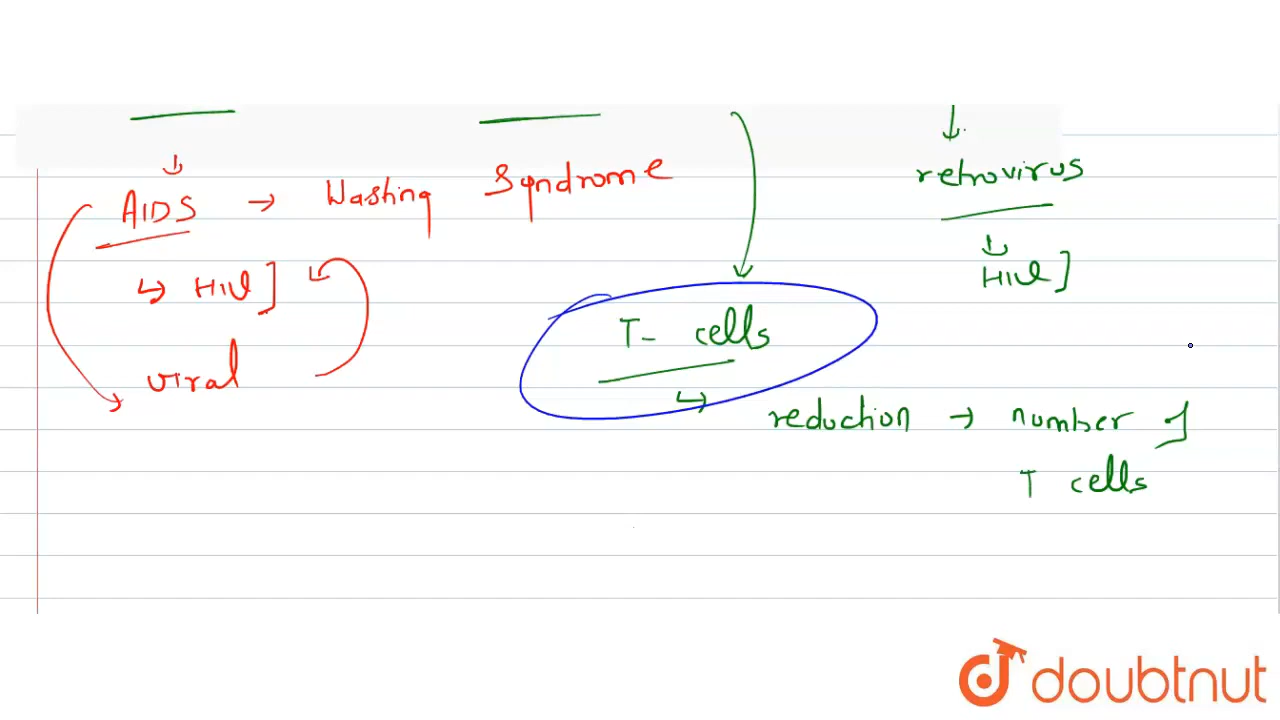 AIDS → Washing Syndrome
↳ HIV]
viral
retrovirus
HIV]
T- cells
↳ reduction → number of
T cells
doubtnut